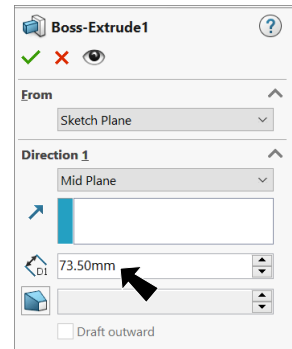 Boss-Extrude1
?
From
Sketch Plane
Direction 1
Mid Plane
D1
73.50mm
Draft outward